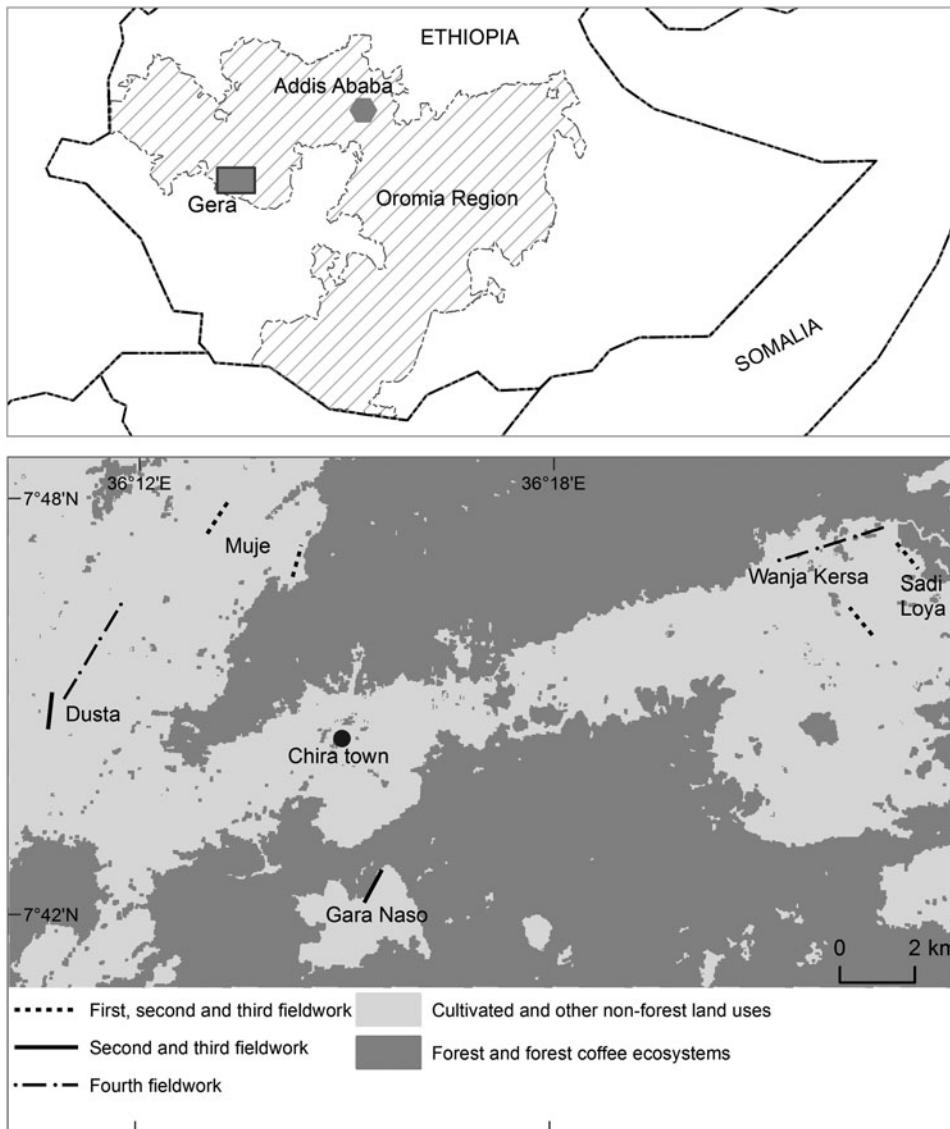 ETHIOPIA
Addis Ababa
Oromia Region
Gera
SOMALIA
36°12'E
36°18'E
7°48'N
Muje
Wanja Kersa
Sadi
Loya
Dusta
Chira town
Gara Naso
7°42'N
0 2 km
First, second and third fieldwork
Cultivated and other non-forest land uses
Second and third fieldwork
Forest and forest coffee ecosystems
Fourth fieldwork